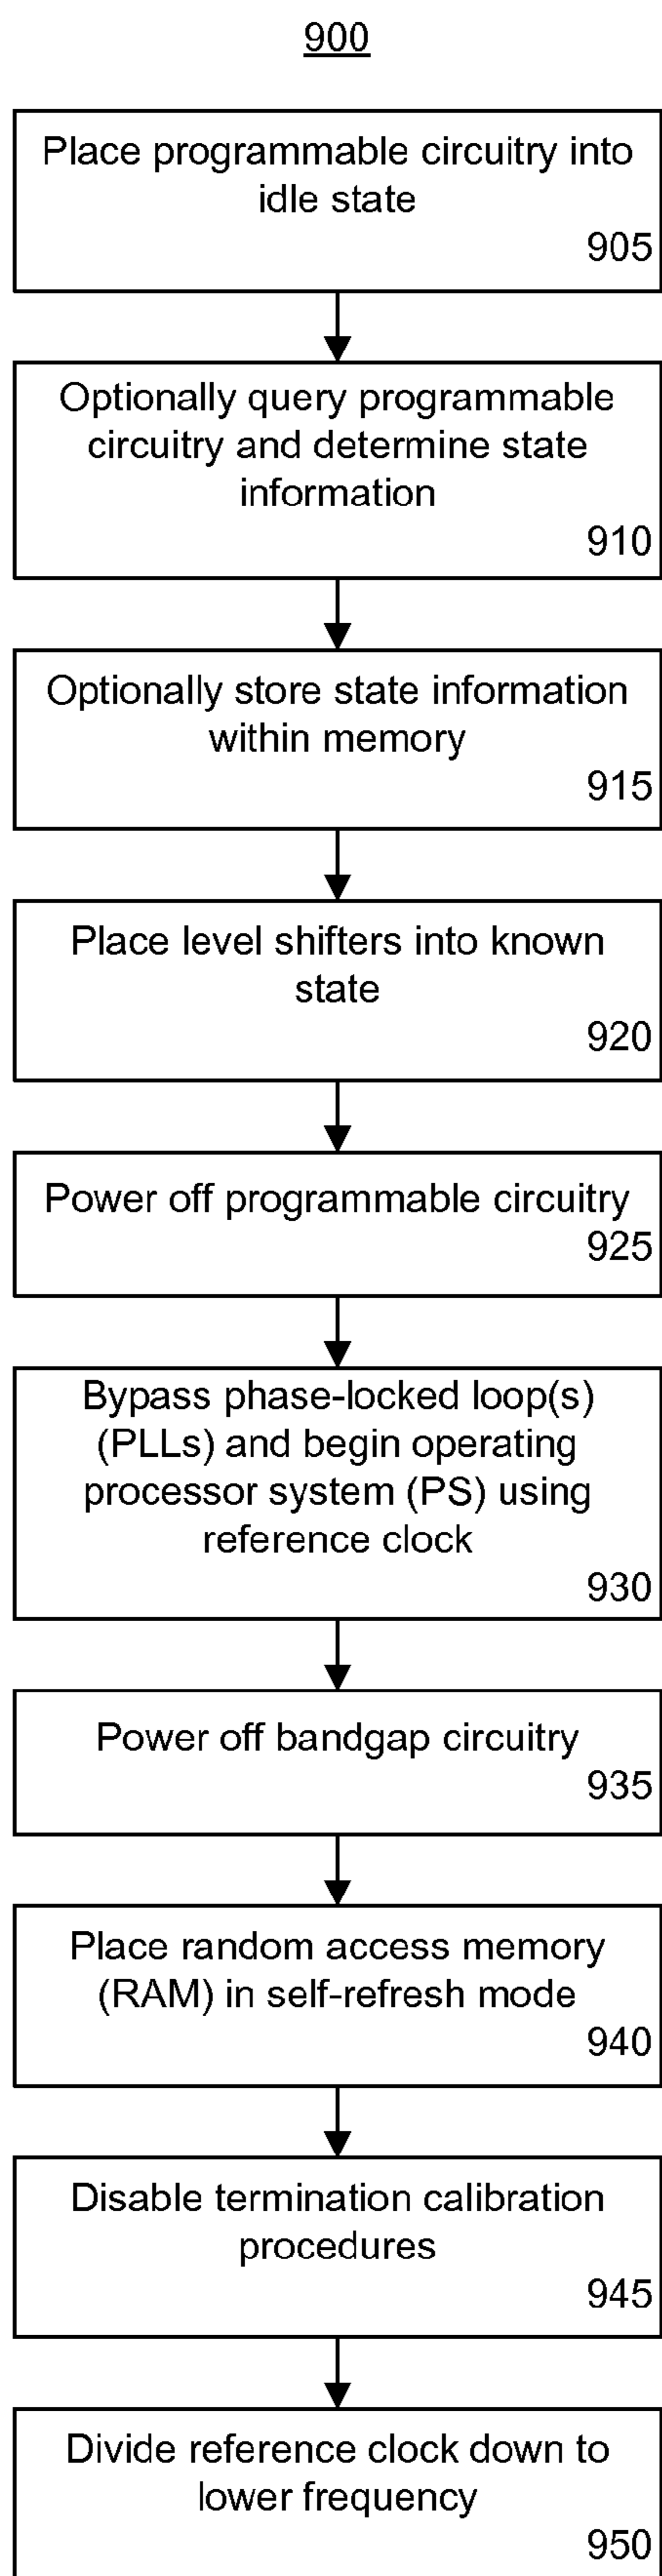 900
Place programmable circuitry into
idle state
905
Optionally query programmable
circuitry and determine state
information
910
Optionally store state information
within memory
915
Place level shifters into known
state
920
Power off programmable circuitry
925
Bypass phase-locked loop(s)
(PLLs) and begin operating
processor system (PS) using
reference clock
930
Power off bandgap circuitry
935
Place random access memory
(RAM) in self-refresh mode
940
Disable termination calibration
procedures
945
Divide reference clock down to
lower frequency
950